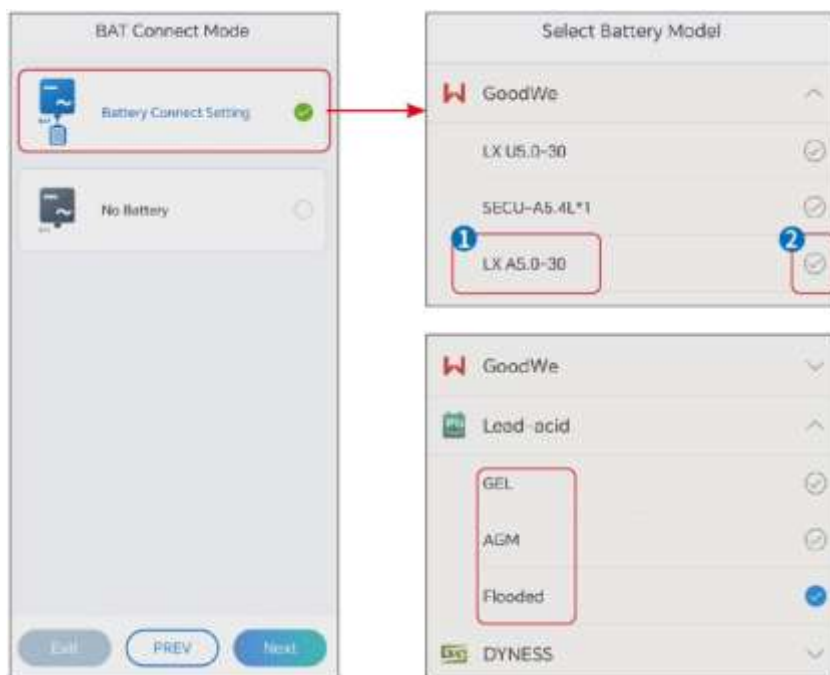 BAT Connect Mode
Battery Connect Setting
No Battery
Exit
PREV
Next
Select Battery Model
GoodWe
LX U5.0-30
SECU-A5.4L*1
1
2
LX A5.0-30
GoodWe
Lead-acid
GEL
AGM
Flooded
DYNESS